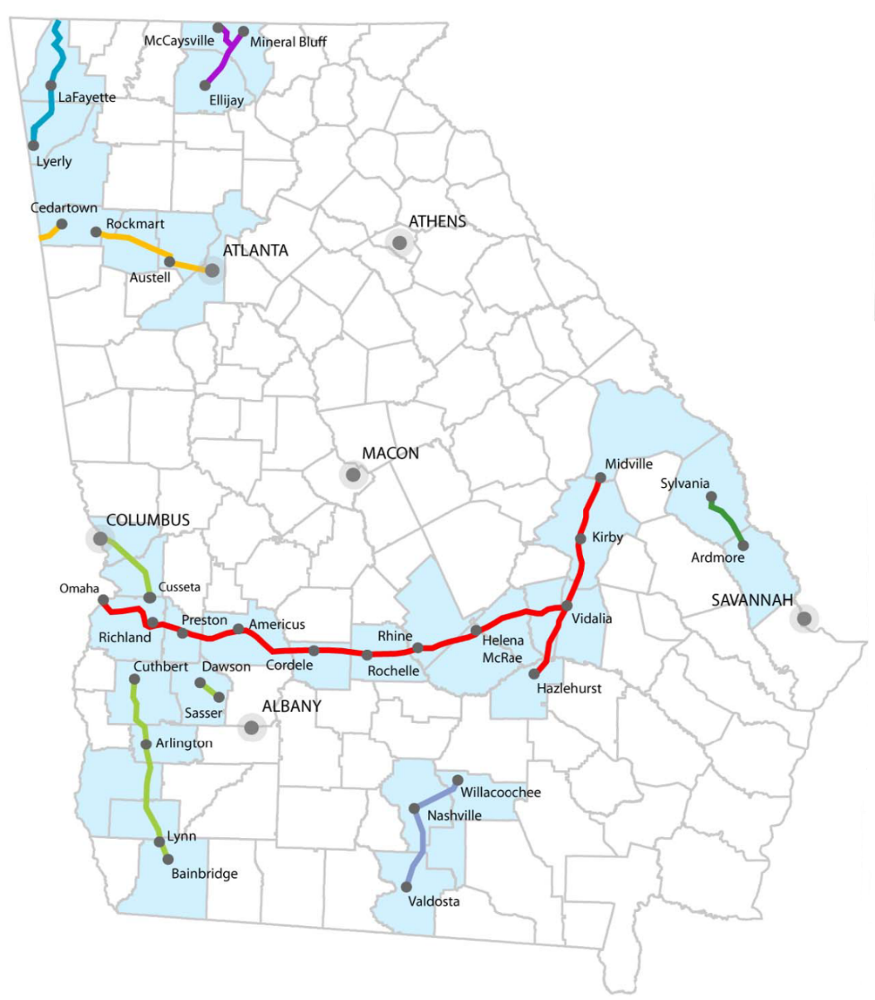 McCaysville
Mineral Bluff
LaFayette
Ellijay
Lyerly
Cedartown
Rockmart
ATHENS
ATLANTA
Austell
MACON
Midville
Sylvania
COLUMBUS
Kirby
Ardmore
Omaha
Cusseta
SAVANNAH
Preston
Americus
Vidalia
Richland
Rhine
Helena
McRae
Cordele
Rochelle
Cuthbert
Dawson
Hazlehurst
Sasser
ALBANY
Arlington
Willacoochee
Nashville
Lynn
Bainbridge
Valdosta